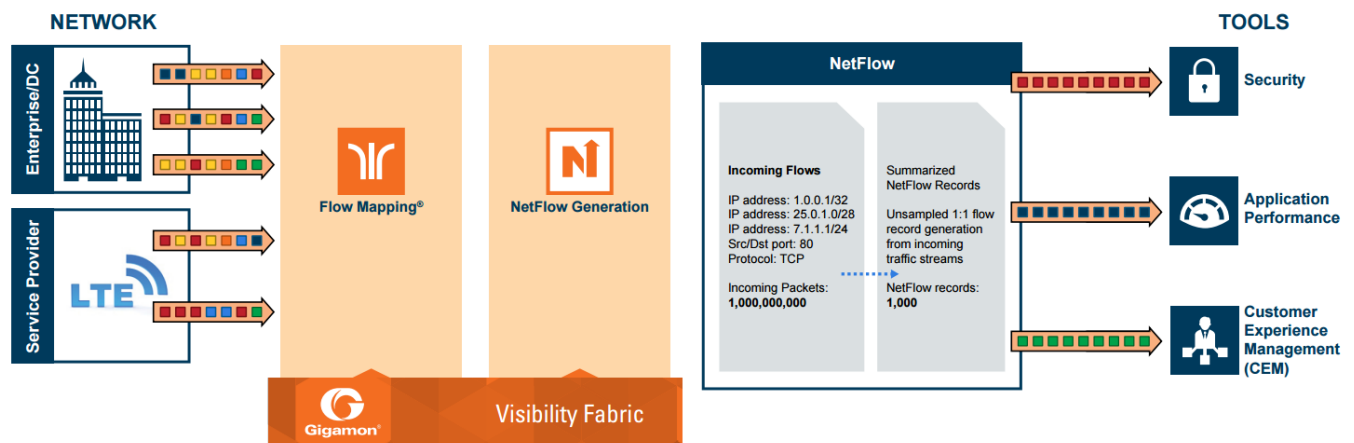 NETWORK
TOOLS
Enterprise/DC
Service Provider
LTE
Flow Mapping®
NetFlow Generation
Gigamon®
Visibility Fabric
NetFlow
Incoming Flows
IP address: 1.0.0.1/32
IP address: 25.0.1.0/28
IP address: 7.1.1.1/24
Src/Dst port: 80
Protocol: TCP
Incoming Packets:
1,000,000,000
Summarized
NetFlow Records
Unsampled 1:1 flow
record generation
from incoming
traffic streams
NetFlow records:
1,000
Security
Application
Performance
Customer
Experience
Management
(CEM)